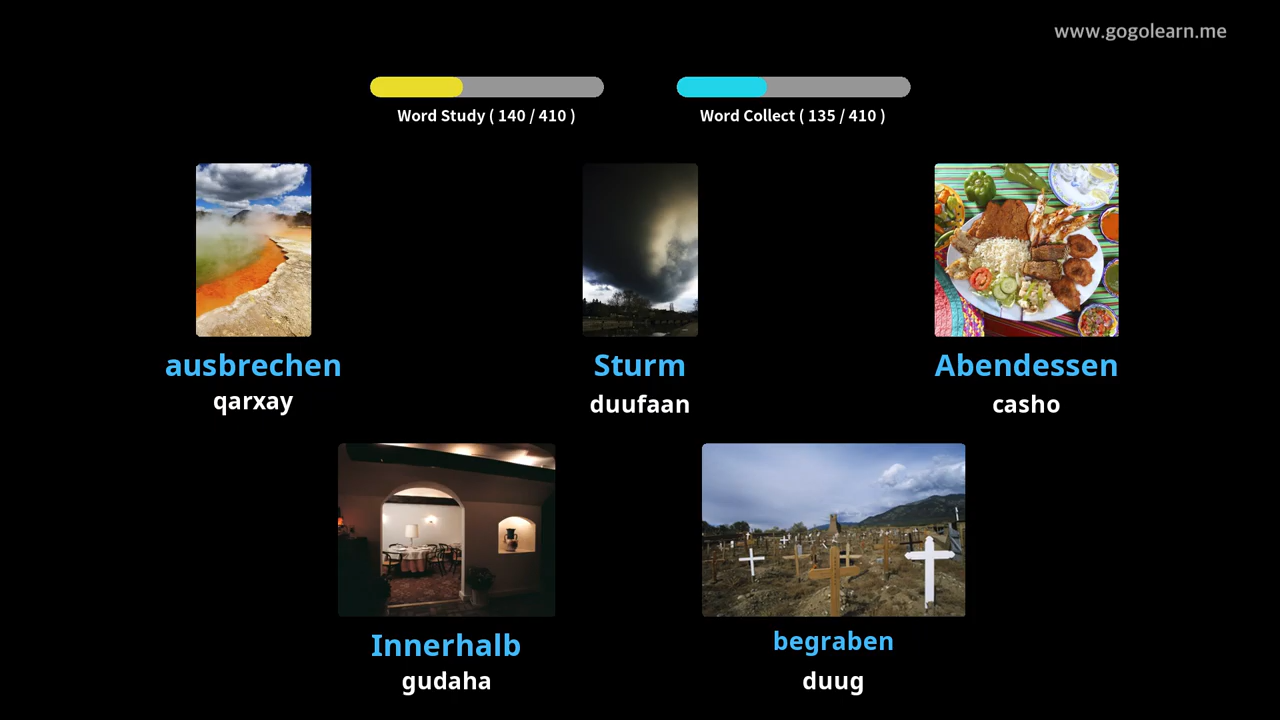 www.gogolearn.me
Word Study ( 140 / 410 )
Word Collect ( 135 / 410 )
ausbrechen
qarxay
Sturm
duufaan
Abendessen
casho
Innerhalb
gudaha
begraben
duug